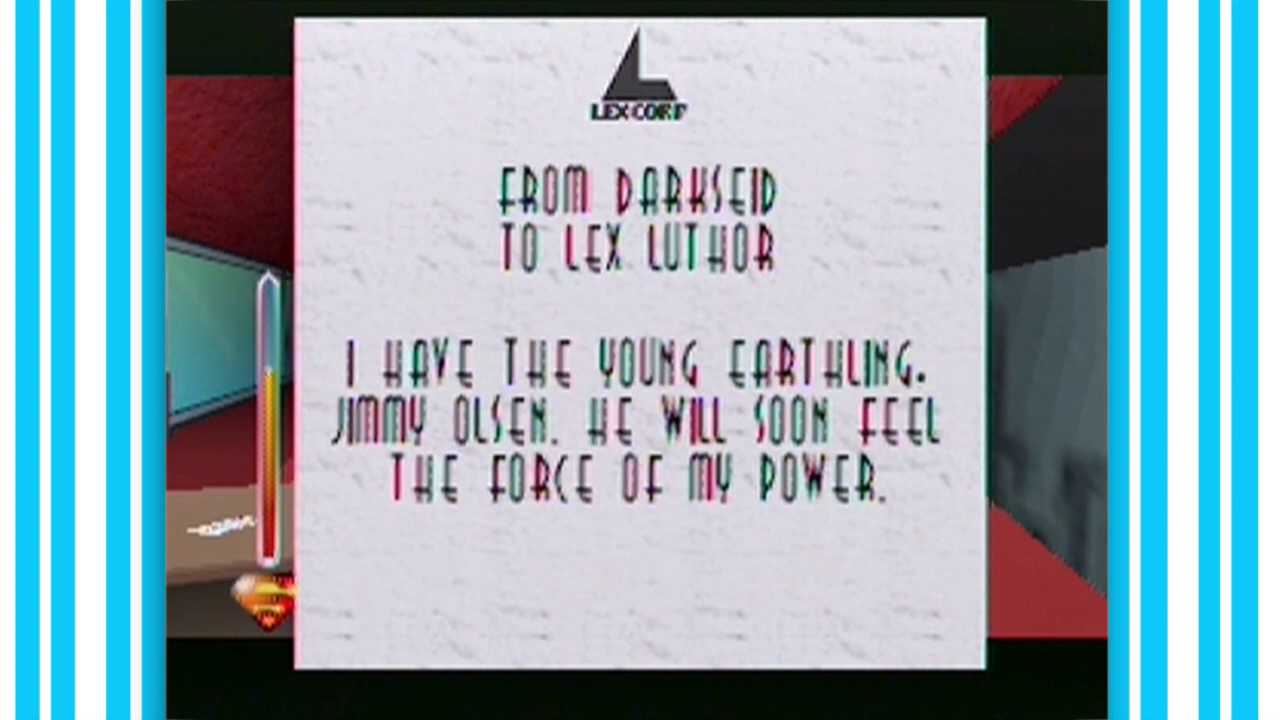 LEXCORP
FROM DARKSEID
TO LEX LUTHOR
I HAVE THE YOUNG EARTHLING.
JIMMY OLSEN. HE WILL SOON FEEL
THE FORCE OF MY POWER.